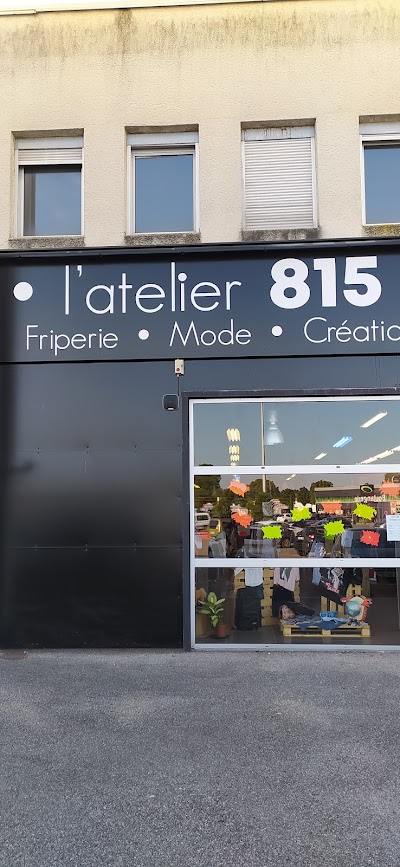 • l'atelier 815
Friperie • Mode • Créatio